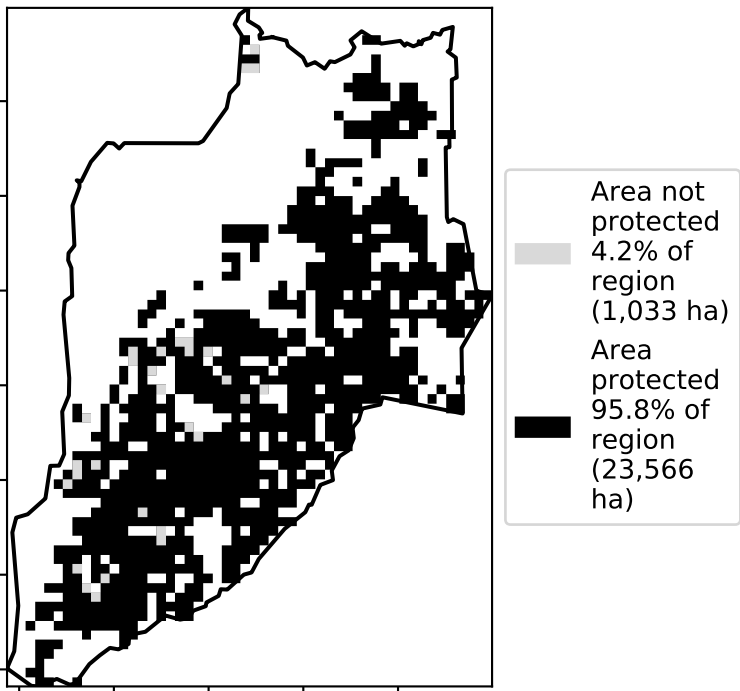 Area not
protected
4.2% of
region
(1,033 ha)
Area
protected
95.8% of
region
(23,566
ha)